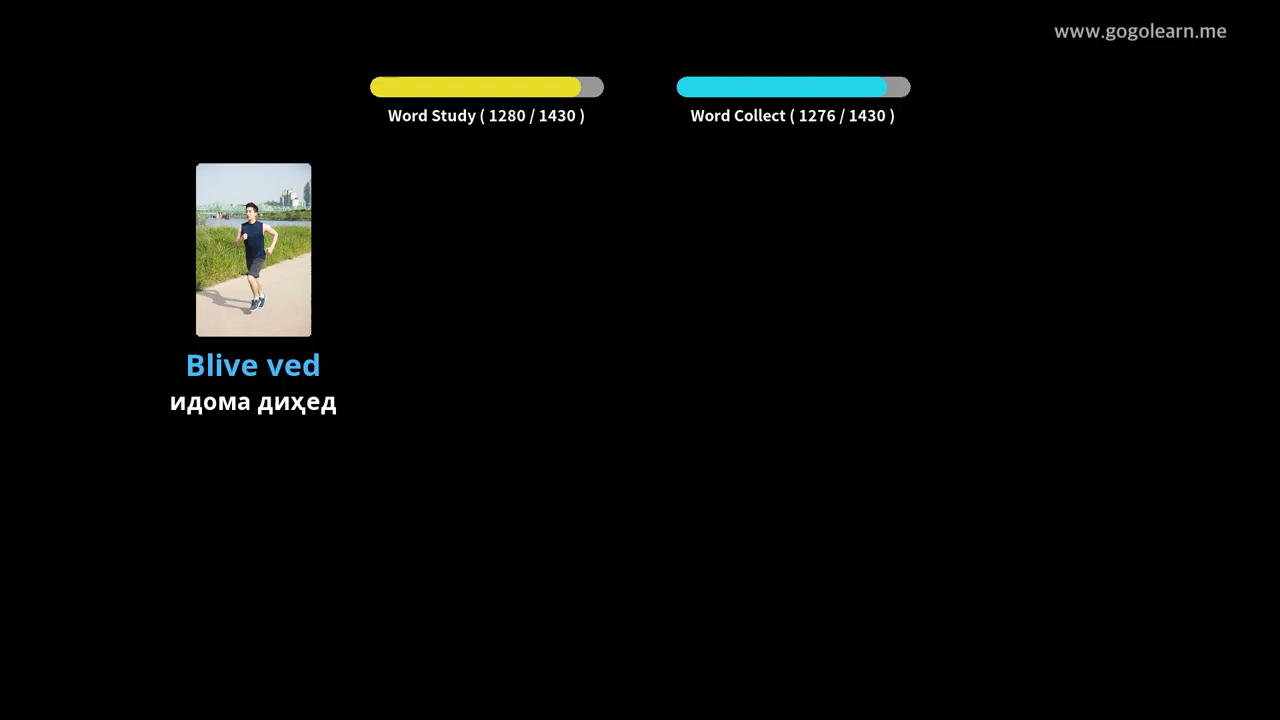 www.gogolearn.me
Word Study ( 1280 / 1430 )
Word Collect ( 1276 / 1430 )
Blive ved
идома диҳед